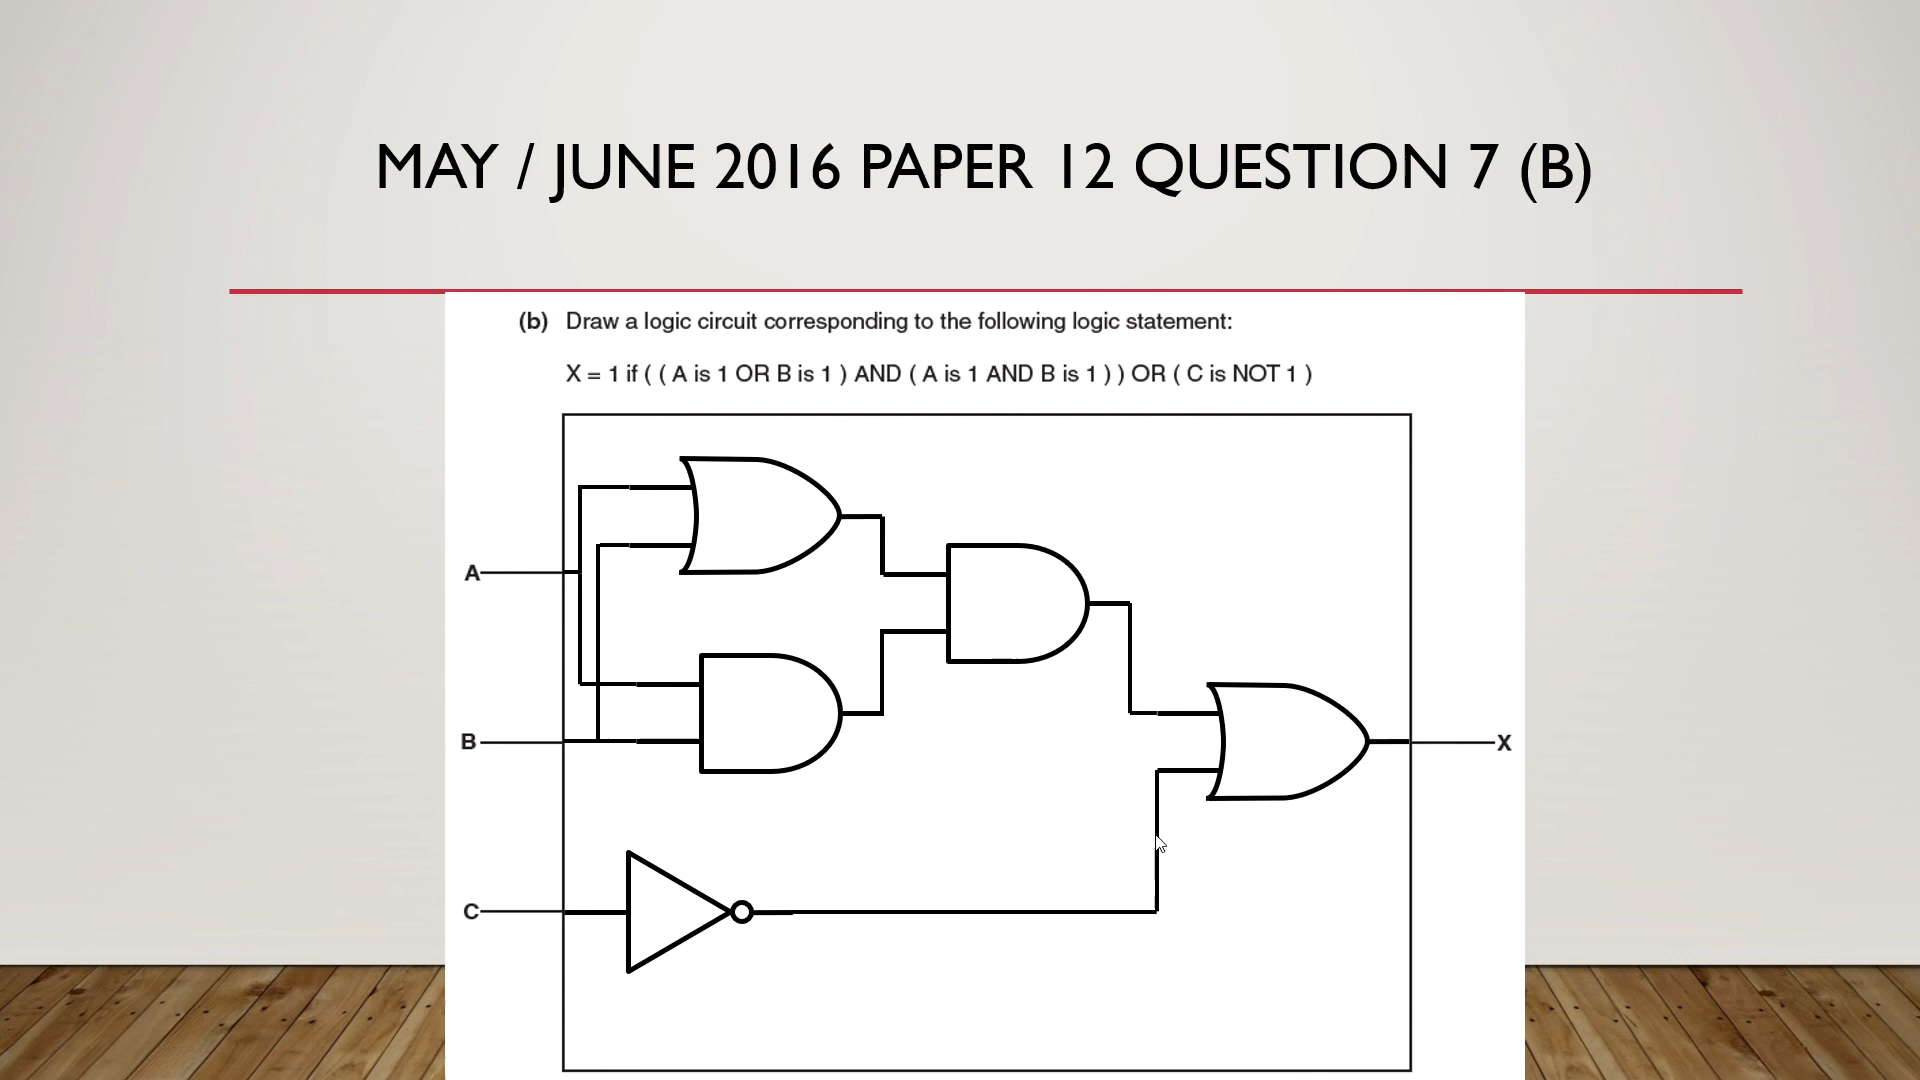 MAY / JUNE 2016 PAPER 12 QUESTION 7 (B)
(b) Draw a logic circuit corresponding to the following logic statement:
X = 1 if ( ( A is 1 OR B is 1 ) AND ( A is 1 AND B is 1 ) ) OR ( C is NOT 1 )
A
B
X
C